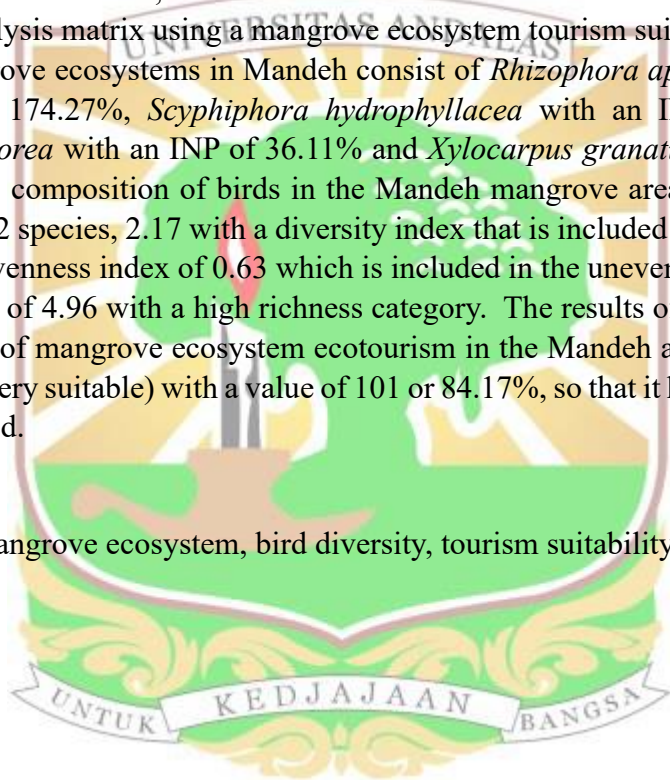 lysis matrix using a mangrove ecosystem tourism sui
UNIVERSITAS ANDALAS
ove ecosystems in Mandeh consist of Rhizophora ap
174.27%, Scyphiphora hydrophyllacea with an I
orea with an INP of 36.11% and Xylocarpus granat
composition of birds in the Mandeh mangrove area
2 species, 2.17 with a diversity index that is included
venness index of 0.63 which is included in the uneven
of 4.96 with a high richness category. The results o
of mangrove ecosystem ecotourism in the Mandeh a
ery suitable) with a value of 101 or 84.17%, so that it
d.
angrove ecosystem, bird diversity, tourism suitability
UNTUK KEDJAJAAN BANGSA